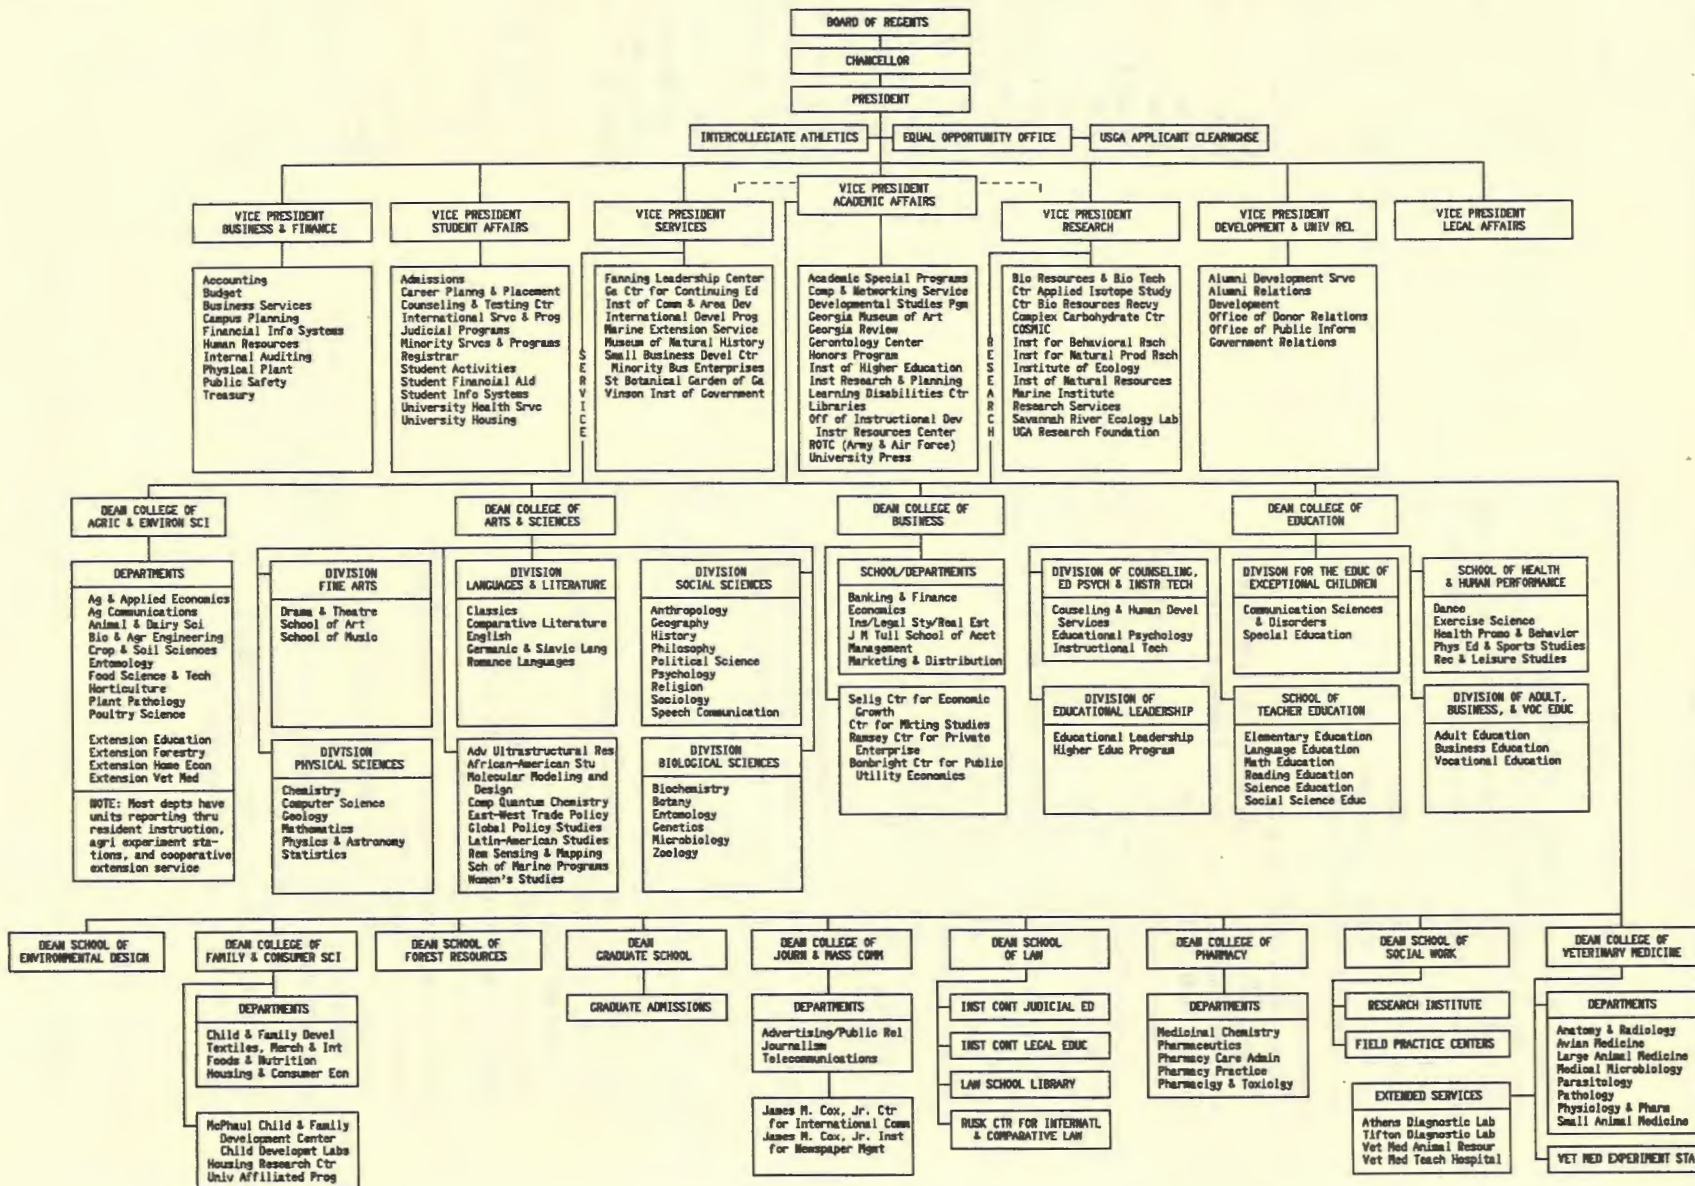 BOARD OF REGENTS
CHANCELLOR
PRESIDENT
INTERCOLLEGIATE ATHLETICS
EQUAL OPPORTUNITY OFFICE
USGA APPLICANT CLEARNGHSE
VICE PRESIDENT
BUSINESS & FINANCE
Accounting
Budget
Business Services
Campus Planning
Financial Info Systems
Human Resources
Internal Auditing
Physical Plant
Public Safety
Treasury
VICE PRESIDENT
STUDENT AFFAIRS
Admissions
Career Planng & Placement
Counseling & Testing Ctr
International Srvc & Prog
Judicial Programs
Minority Srvcs & Programs
Registrar
Student Activities
Student Financial Aid
Student Info Systems
University Health Srvc
University Housing
SERVICE
VICE PRESIDENT
SERVICES
Fanning Leadership Center
Ga Ctr for Continuing Ed
Inst of Comm & Area Dev
International Devel Prog
Marine Extension Service
Museum of Natural History
Small Business Devel Ctr
Minority Bus Enterprises
St Botanical Garden of Ga
Vinson Inst of Government
VICE PRESIDENT
ACADEMIC AFFAIRS
Academic Special Programs
Comp & Networking Service
Developmental Studies Pgm
Georgia Museum of Art
Georgia Review
Gerontology Center
Honors Program
Inst of Higher Education
Inst Research & Planning
Learning Disabilities Ctr
Libraries
Off of Instructional Dev
Instr Resources Center
ROTC (Army & Air Force)
University Press
RESEARCH
VICE PRESIDENT
RESEARCH
Bio Resources & Bio Tech
Ctr Applied Isotope Study
Ctr Bio Resources Recvy
Complex Carbohydrate Ctr
COSMIC
Inst for Behavioral Rsch
Inst for Natural Prod Rsch
Institute of Ecology
Inst of Natural Resources
Marine Institute
Research Services
Savannah River Ecology Lab
UGA Research Foundation
VICE PRESIDENT
DEVELOPMENT & UNIV REL
Alumni Development Srvc
Alumni Relations
Development
Office of Donor Relations
Office of Public Inform
Government Relations
VICE PRESIDENT
LEGAL AFFAIRS
DEAN COLLEGE OF
AGRIC & ENVIRON SCI
DEPARTMENTS
Ag & Applied Economics
Ag Communications
Animal & Dairy Sci
Bio & Agr Engineering
Crop & Soil Sciences
Entomology
Food Science & Tech
Horticulture
Plant Pathology
Poultry Science
Extension Education
Extension Forestry
Extension Home Econ
Extension Vet Med
NOTE: Most depts have
units reporting thru
resident instruction,
agri experiment sta-
tions, and cooperative
extension service
DEAN COLLEGE OF
ARTS & SCIENCES
DIVISION
FINE ARTS
Drama & Theatre
School of Art
School of Music
DIVISION
LANGUAGES & LITERATURE
Classics
Comparative Literature
English
Germanic & Slavic Lang
Romance Languages
DIVISION
SOCIAL SCIENCES
Anthropology
Geography
History
Philosophy
Political Science
Psychology
Religion
Sociology
Speech Communication
DIVISION
PHYSICAL SCIENCES
Chemistry
Computer Science
Geology
Mathematics
Physics & Astronomy
Statistics
Adv Ultrastructural Res
African-American Stu
Molecular Modeling and
Design
Comp Quantum Chemistry
East-West Trade Policy
Global Policy Studies
Latin-American Studies
Rem Sensing & Mapping
Sch of Marine Programs
Women's Studies
DIVISION
BIOLOGICAL SCIENCES
Biochemistry
Botany
Entomology
Genetics
Microbiology
Zoology
DEAN COLLEGE OF
BUSINESS
SCHOOL/DEPARTMENTS
Banking & Finance
Economics
Ins/Legal Sty/Real Est
J M Tull School of Acct
Management
Marketing & Distribution
Selig Ctr for Economic
Growth
Ctr for Mkting Studies
Ramsey Ctr for Private
Enterprise
Bonbright Ctr for Public
Utility Economics
DEAN COLLEGE OF
EDUCATION
DIVISION OF COUNSELING,
ED PSYCH & INSTR TECH
Couseling & Human Devel
Services
Educational Psychology
Instructional Tech
DIVISON FOR THE EDUC OF
EXCEPTIONAL CHILDREN
Communication Sciences
& Disorders
Special Education
SCHOOL OF HEALTH
& HUMAN PERFORMANCE
Dance
Exercise Science
Health Promo & Behavior
Phys Ed & Sports Studies
Rec & Leisure Studies
DIVISION OF
EDUCATIONAL LEADERSHIP
Educational Leadership
Higher Educ Program
SCHOOL OF
TEACHER EDUCATION
Elementary Education
Language Education
Math Education
Reading Education
Science Education
Social Science Educ
DIVISION OF ADULT,
BUSINESS, & VOC EDUC
Adult Education
Business Education
Vocational Education
DEAN SCHOOL OF
ENVIRONMENTAL DESIGN
DEAN COLLEGE OF
FAMILY & CONSUMER SCI
DEPARTMENTS
Child & Family Devel
Textiles, Merch & Int
Foods & Nutrition
Housing & Consumer Ecn
McPhaul Child & Family
Development Center
Child Developmt Labs
Housing Research Ctr
Univ Affiliated Prog
DEAN SCHOOL OF
FOREST RESOURCES
DEAN
GRADUATE SCHOOL
GRADUATE ADMISSIONS
DEAN COLLEGE OF
JOURN & MASS COMM
DEPARTMENTS
Advertising/Public Rel
Journalism
Telecommunications
James M. Cox, Jr. Ctr
for International Comm
James M. Cox, Jr. Inst
for Newspaper Mgmt
DEAN SCHOOL
OF LAW
INST CONT JUDICIAL ED
INST CONT LEGAL EDUC
LAW SCHOOL LIBRARY
RUSK CTR FOR INTERNATL
& COMPARATIVE LAW
DEAN COLLEGE OF
PHARMACY
DEPARTMENTS
Medicinal Chemistry
Pharmaceutics
Pharmacy Care Admin
Pharmacy Practice
Pharmaclgy & Toxiolgy
DEAN SCHOOL OF
SOCIAL WORK
RESEARCH INSTITUTE
FIELD PRACTICE CENTERS
DEAN COLLEGE OF
VETERINARY MEDICINE
DEPARTMENTS
Anatomy & Radiology
Avian Medicine
Large Animal Medicine
Medical Microbiology
Parasitology
Pathology
Physiology & Pharm
Small Animal Medicine
EXTENDED SERVICES
Athens Diagnostic Lab
Tifton Diagnostic Lab
Vet Med Animal Resour
Vet Med Teach Hospital
VET MED EXPERIMENT STA